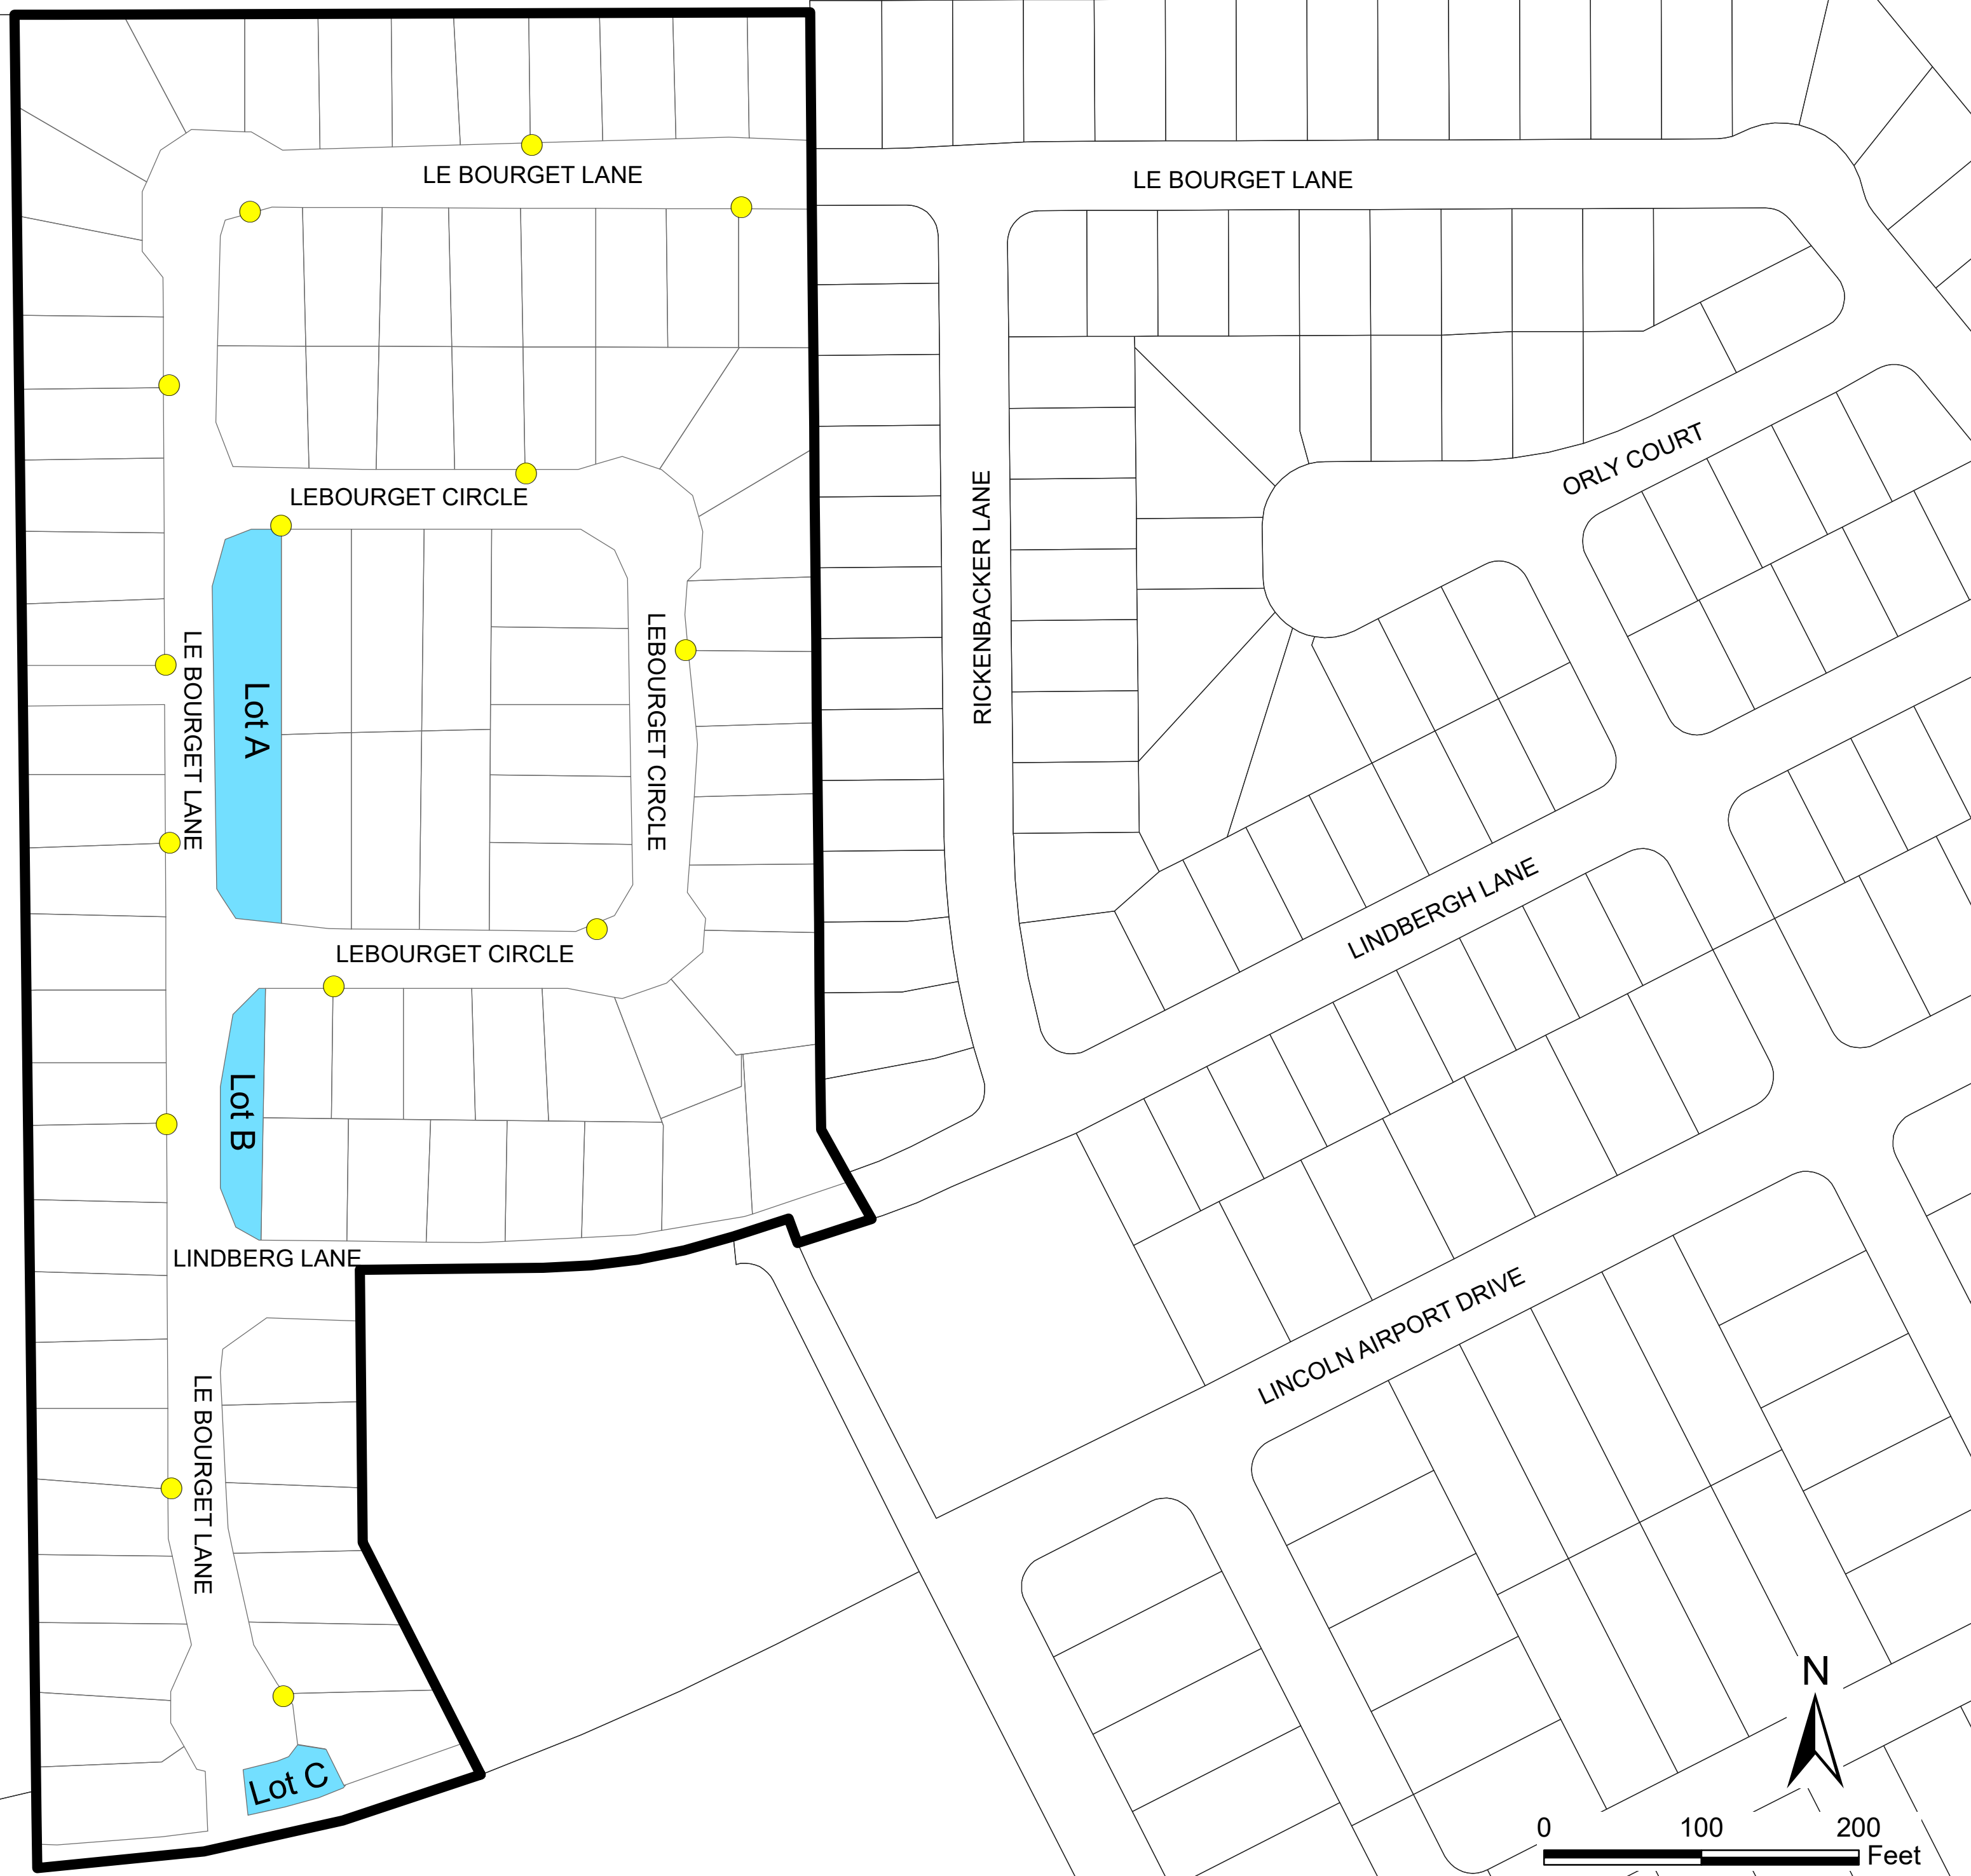 LE BOURGET LANE
LE BOURGET LANE
ORLY COURT
LEBOURGET CIRCLE
RICKENBACKER LANE
LE BOURGET LANE
Lot A
LEBOURGET CIRCLE
LINDBERGH LANE
LEBOURGET CIRCLE
Lot B
LINDBERG LANE
LINCOLN AIRPORT DRIVE
LE BOURGET LANE
N
Lot C
0 100 200
Feet